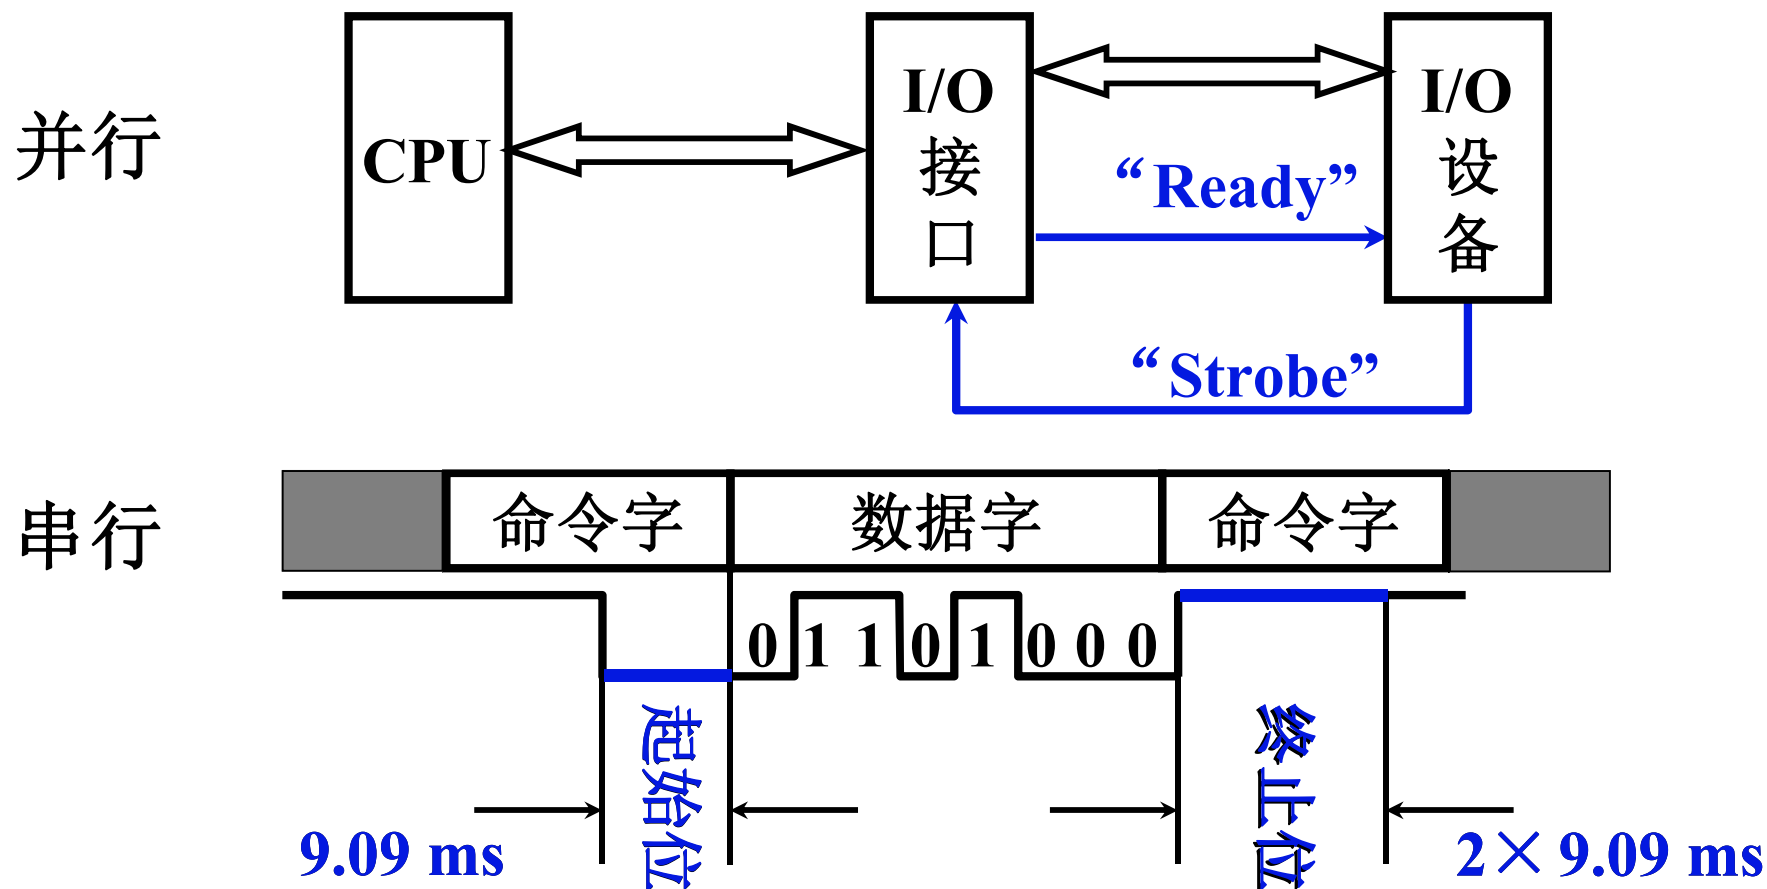 并行
CPU
I/O
接
口
I/O
设
备
“Ready”
“Strobe”
串行
命令字
数据字
命令字
0 1 1 0 1 0 0 0
起始位
终止位
9.09 ms
2× 9.09 ms